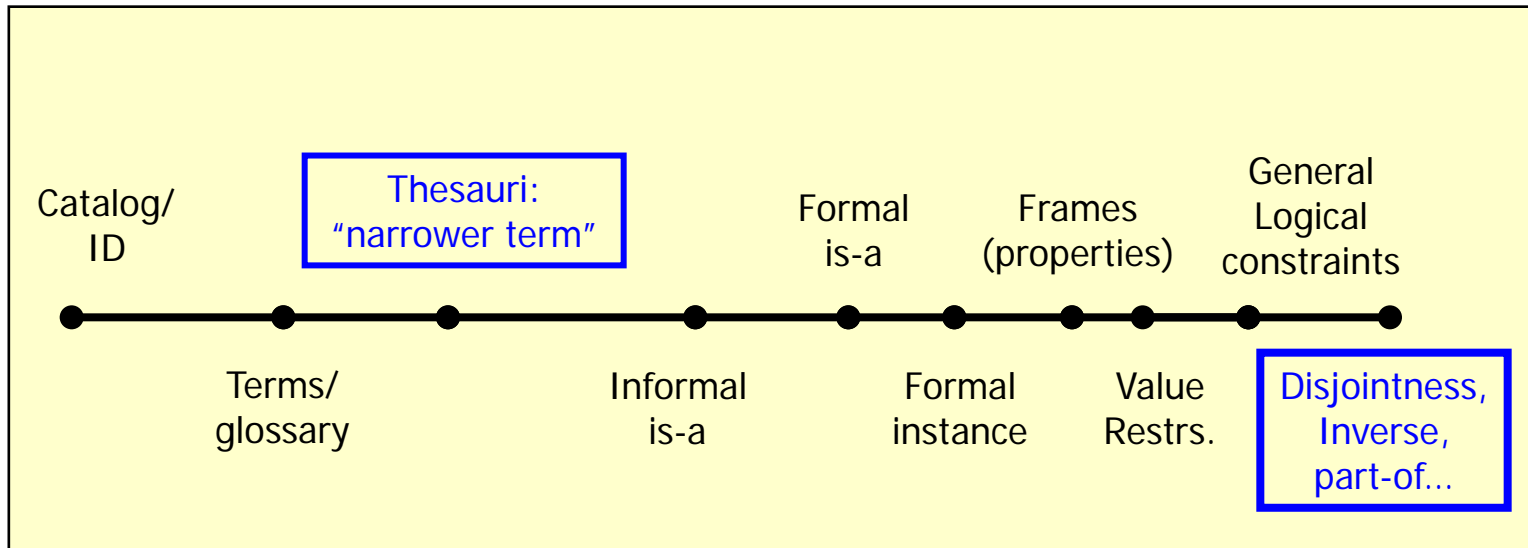 Catalog/
ID
Thesauri:
“narrower term”
Formal
is-a
Frames
(properties)
General
Logical
constraints
Terms/
glossary
Informal
is-a
Formal
instance
Value
Restrs.
Disjointness,
Inverse,
part-of…